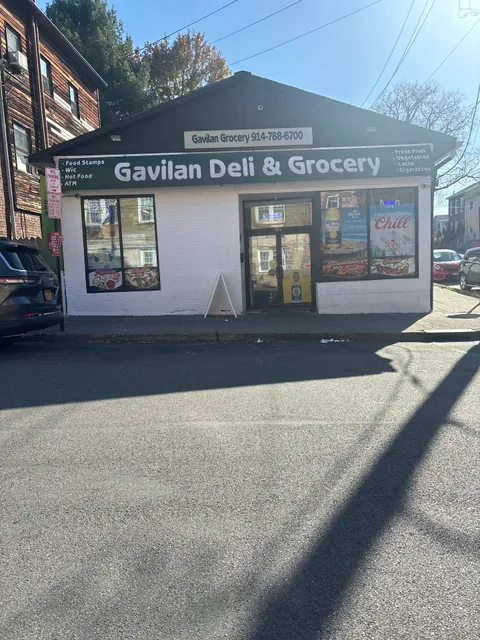 Gavilan Grocery 914-788-6700
Gavilan Deli & Grocery
- Food Stamps
- Wic
- Hot Food
- ATM
- Fresh Fruit
- Vegetables
- Lotto
- Cigarettes
Chill